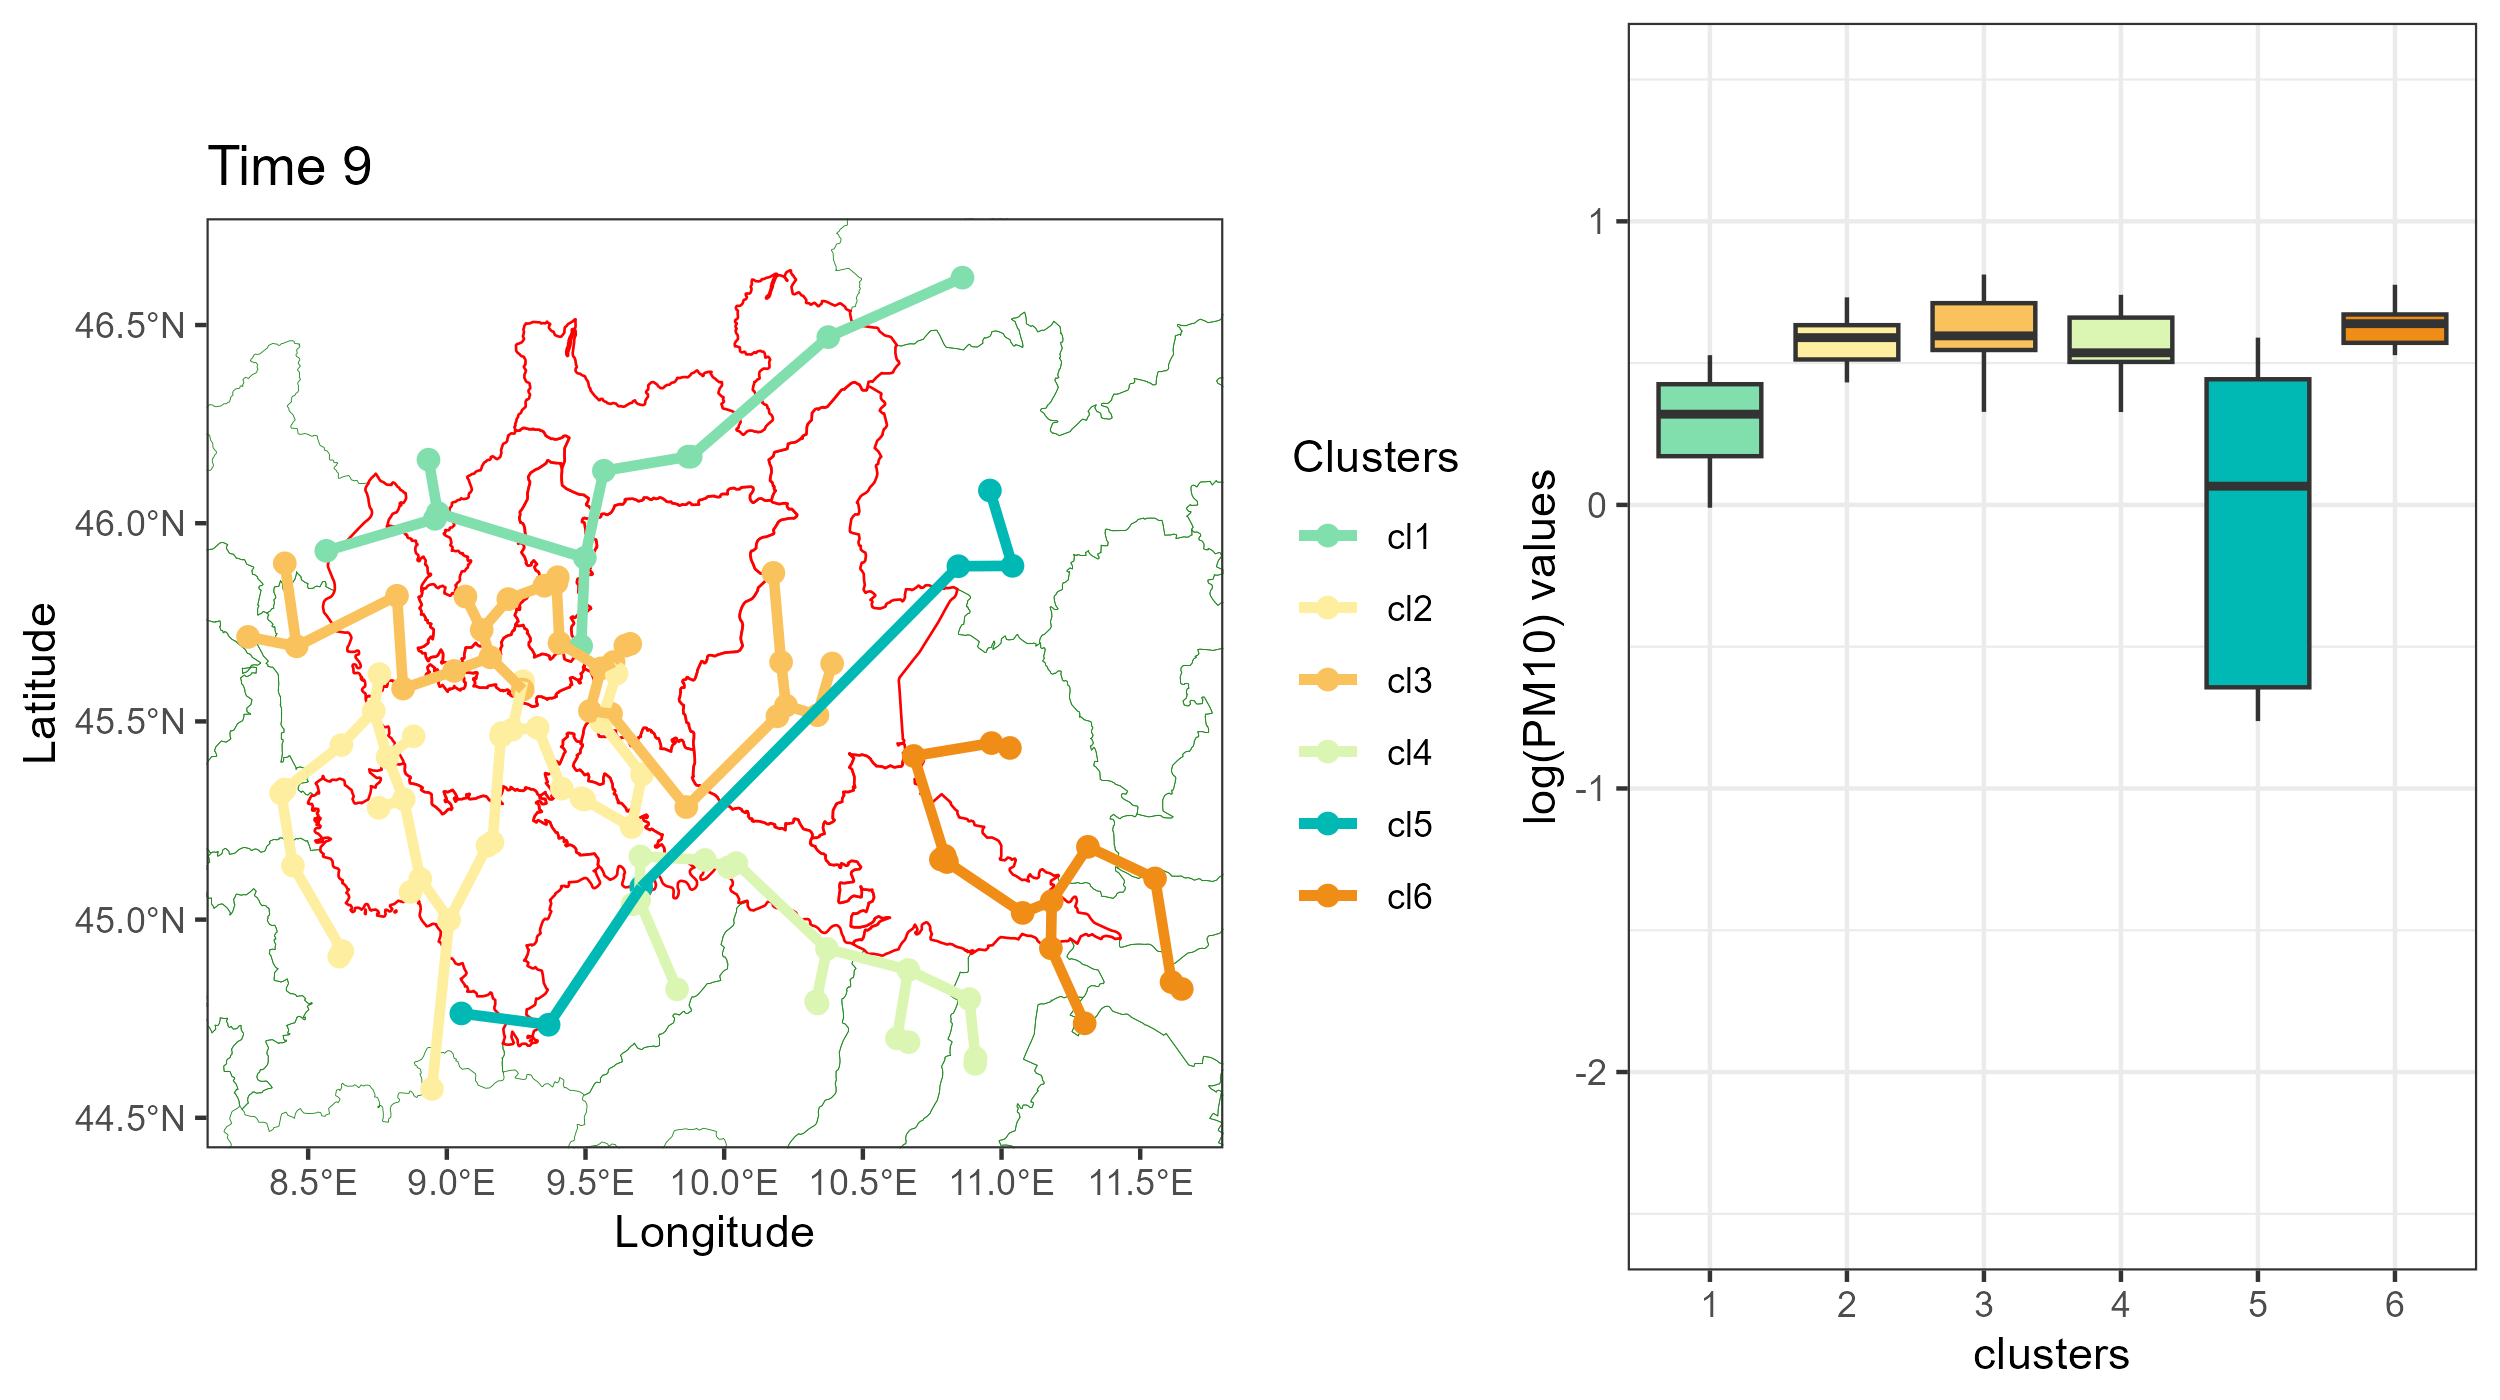 Time 9
46.5°N
46.0°N
45.5°N
45.0°N
44.5°N
Latitude
8.5°E 9.0°E 9.5°E 10.0°E 10.5°E 11.0°E 11.5°E
Longitude
Clusters
cl1
cl2
cl3
cl4
cl5
cl6
1
0
-1
-2
log(PM10) values
1 2 3 4 5 6
clusters